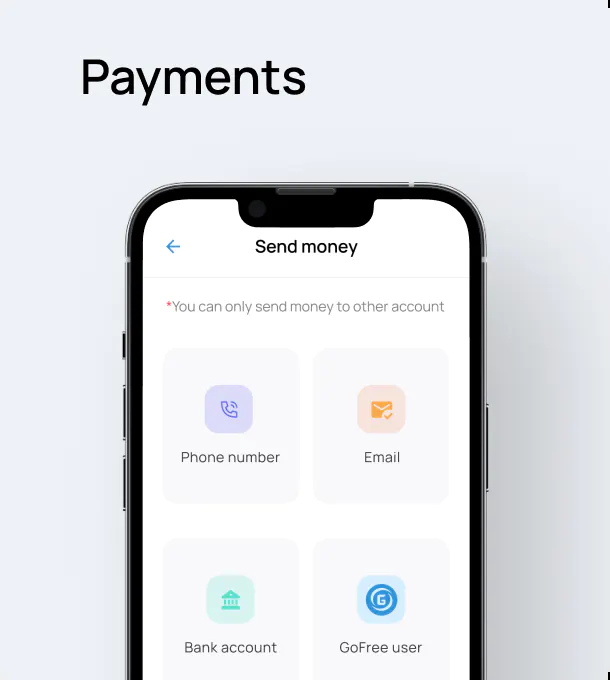 Payments
Send money
*You can only send money to other account
Phone number
Email
Bank account
GoFree user